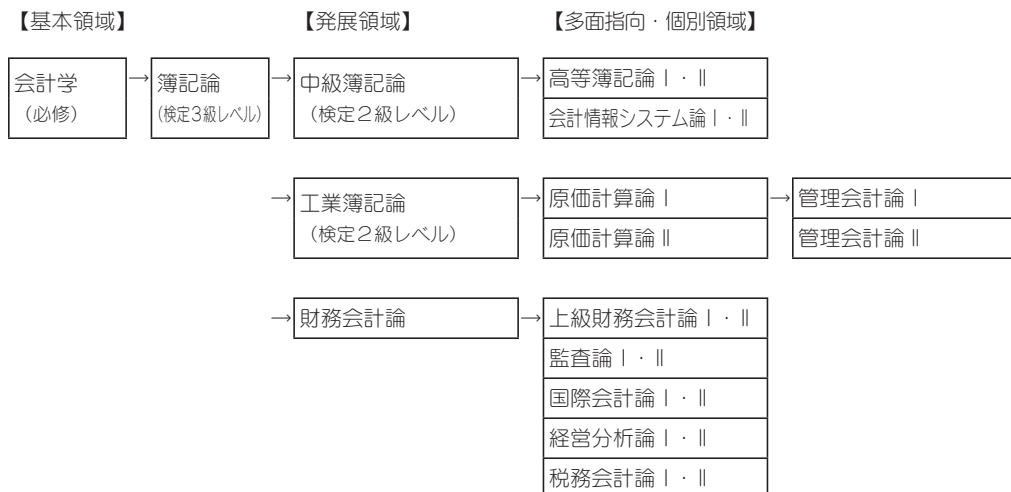 【基本領域】 【発展領域】 【多面指向・個別領域】
会計学 → 簿記論 → 中級簿記論 → 高等簿記論Ⅰ・Ⅱ
（必修） （検定3級レベル） （検定２級レベル） 会計情報システム論Ⅰ・Ⅱ
→ 工業簿記論 → 原価計算論Ⅰ → 管理会計論Ⅰ
（検定２級レベル） 原価計算論Ⅱ 管理会計論Ⅱ
→ 財務会計論 → 上級財務会計論Ⅰ・Ⅱ
監査論Ⅰ・Ⅱ
国際会計論Ⅰ・Ⅱ
経営分析論Ⅰ・Ⅱ
税務会計論Ⅰ・Ⅱ